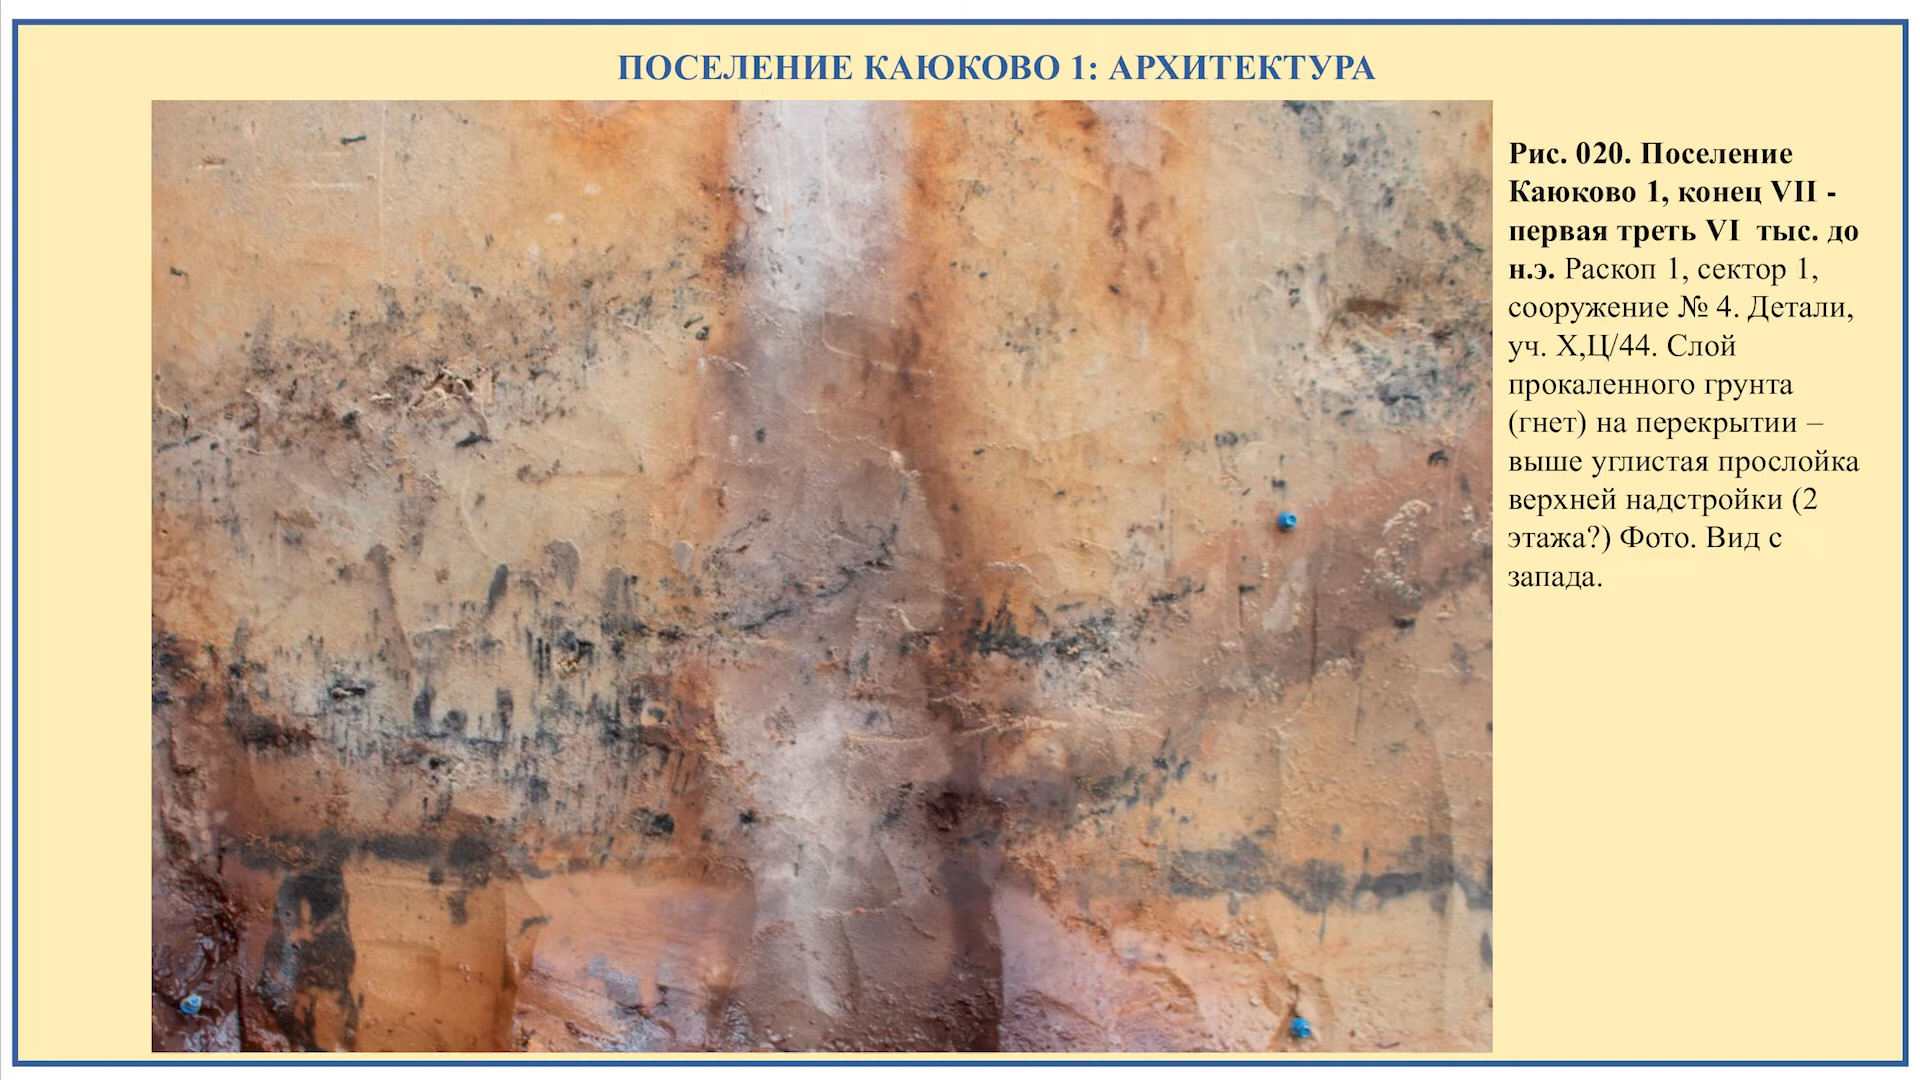 ПОСЕЛЕНИЕ КАЮКОВО 1: АРХИТЕКТУРА
Рис. 020. Поселение
Каюково 1, конец VII -
первая треть VI тыс. до
н.э. Раскоп 1, сектор 1,
сооружение № 4. Детали,
уч. Х,Ц/44. Слой
прокаленного грунта
(гнет) на перекрытии –
выше углистая прослойка
верхней надстройки (2
этажа?) Фото. Вид с
запада.